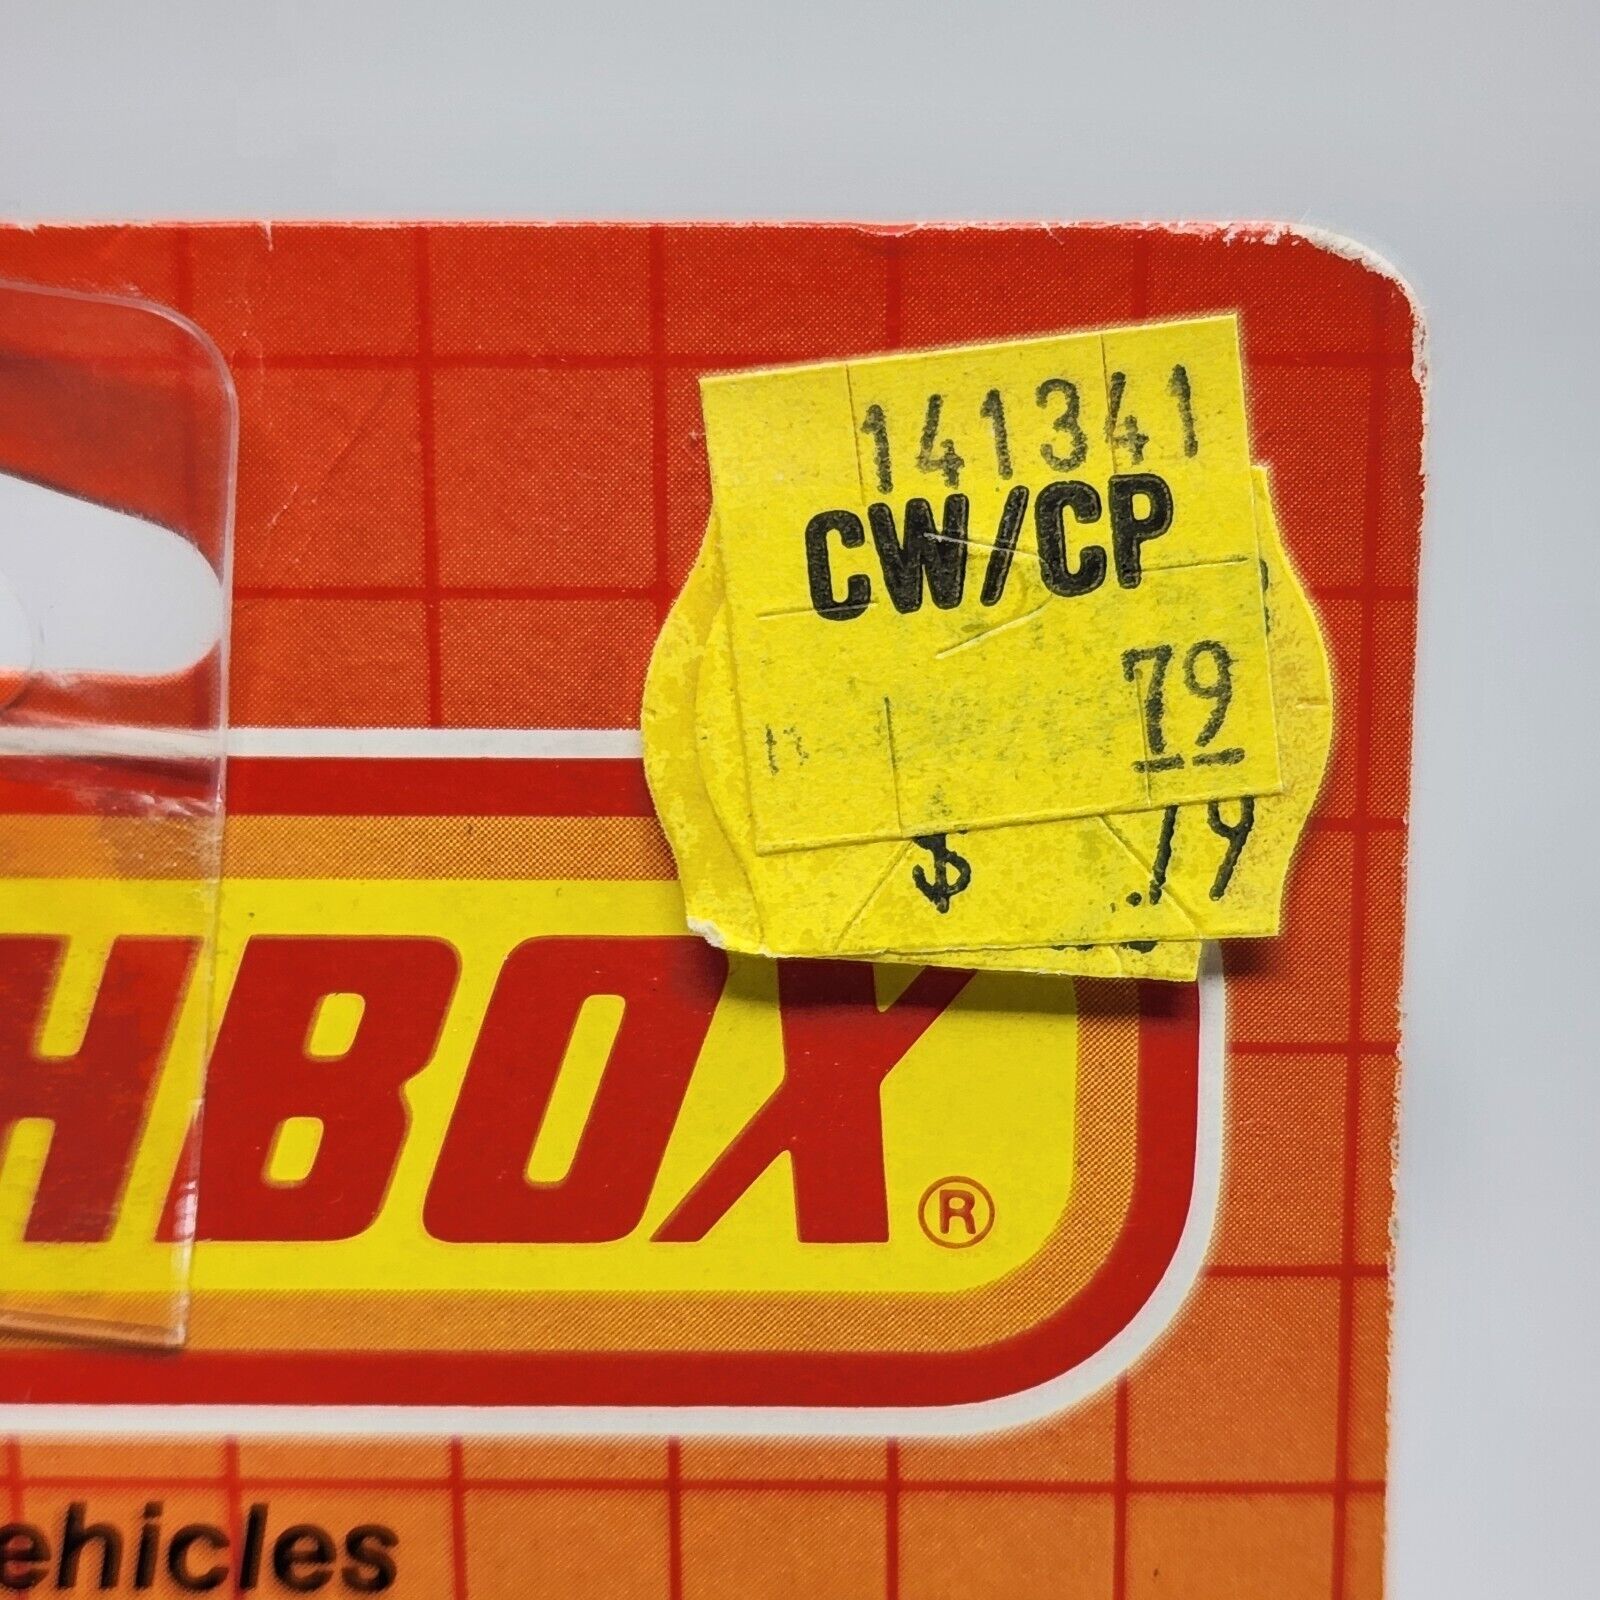 141341
CW/CP
79
$ .79
HBOX®
ehicles